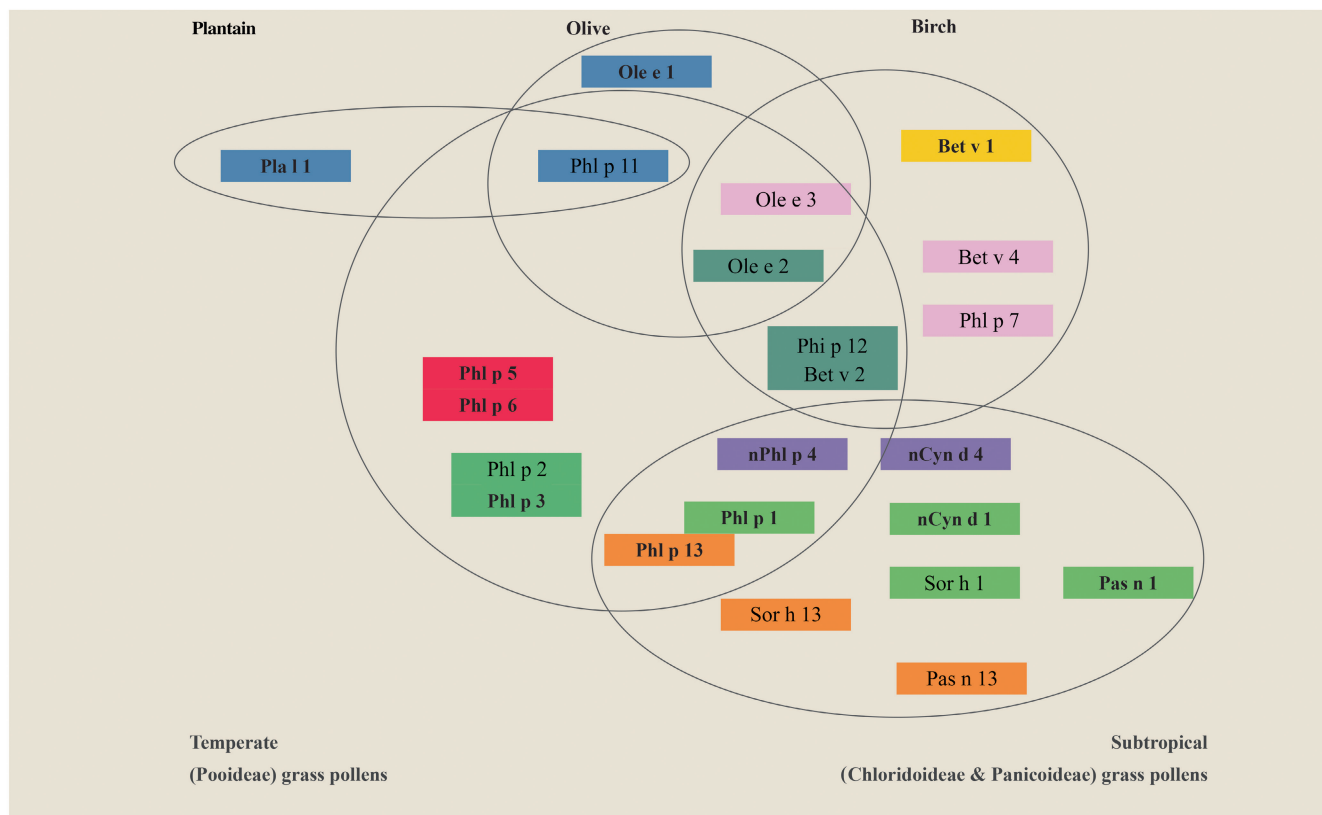 Plantain
Olive
Birch
Ole e 1
Bet v 1
Pla l 1
Phl p 11
Ole e 3
Ole e 2
Bet v 4
Phl p 7
Phi p 12
Bet v 2
Phl p 5
Phl p 6
nPhl p 4
nCyn d 4
Phl p 2
Phl p 3
Phl p 1
nCyn d 1
Phl p 13
Sor h 1
Pas n 1
Sor h 13
Pas n 13
Temperate
(Pooideae) grass pollens
Subtropical
(Chloridoideae & Panicoideae) grass pollens